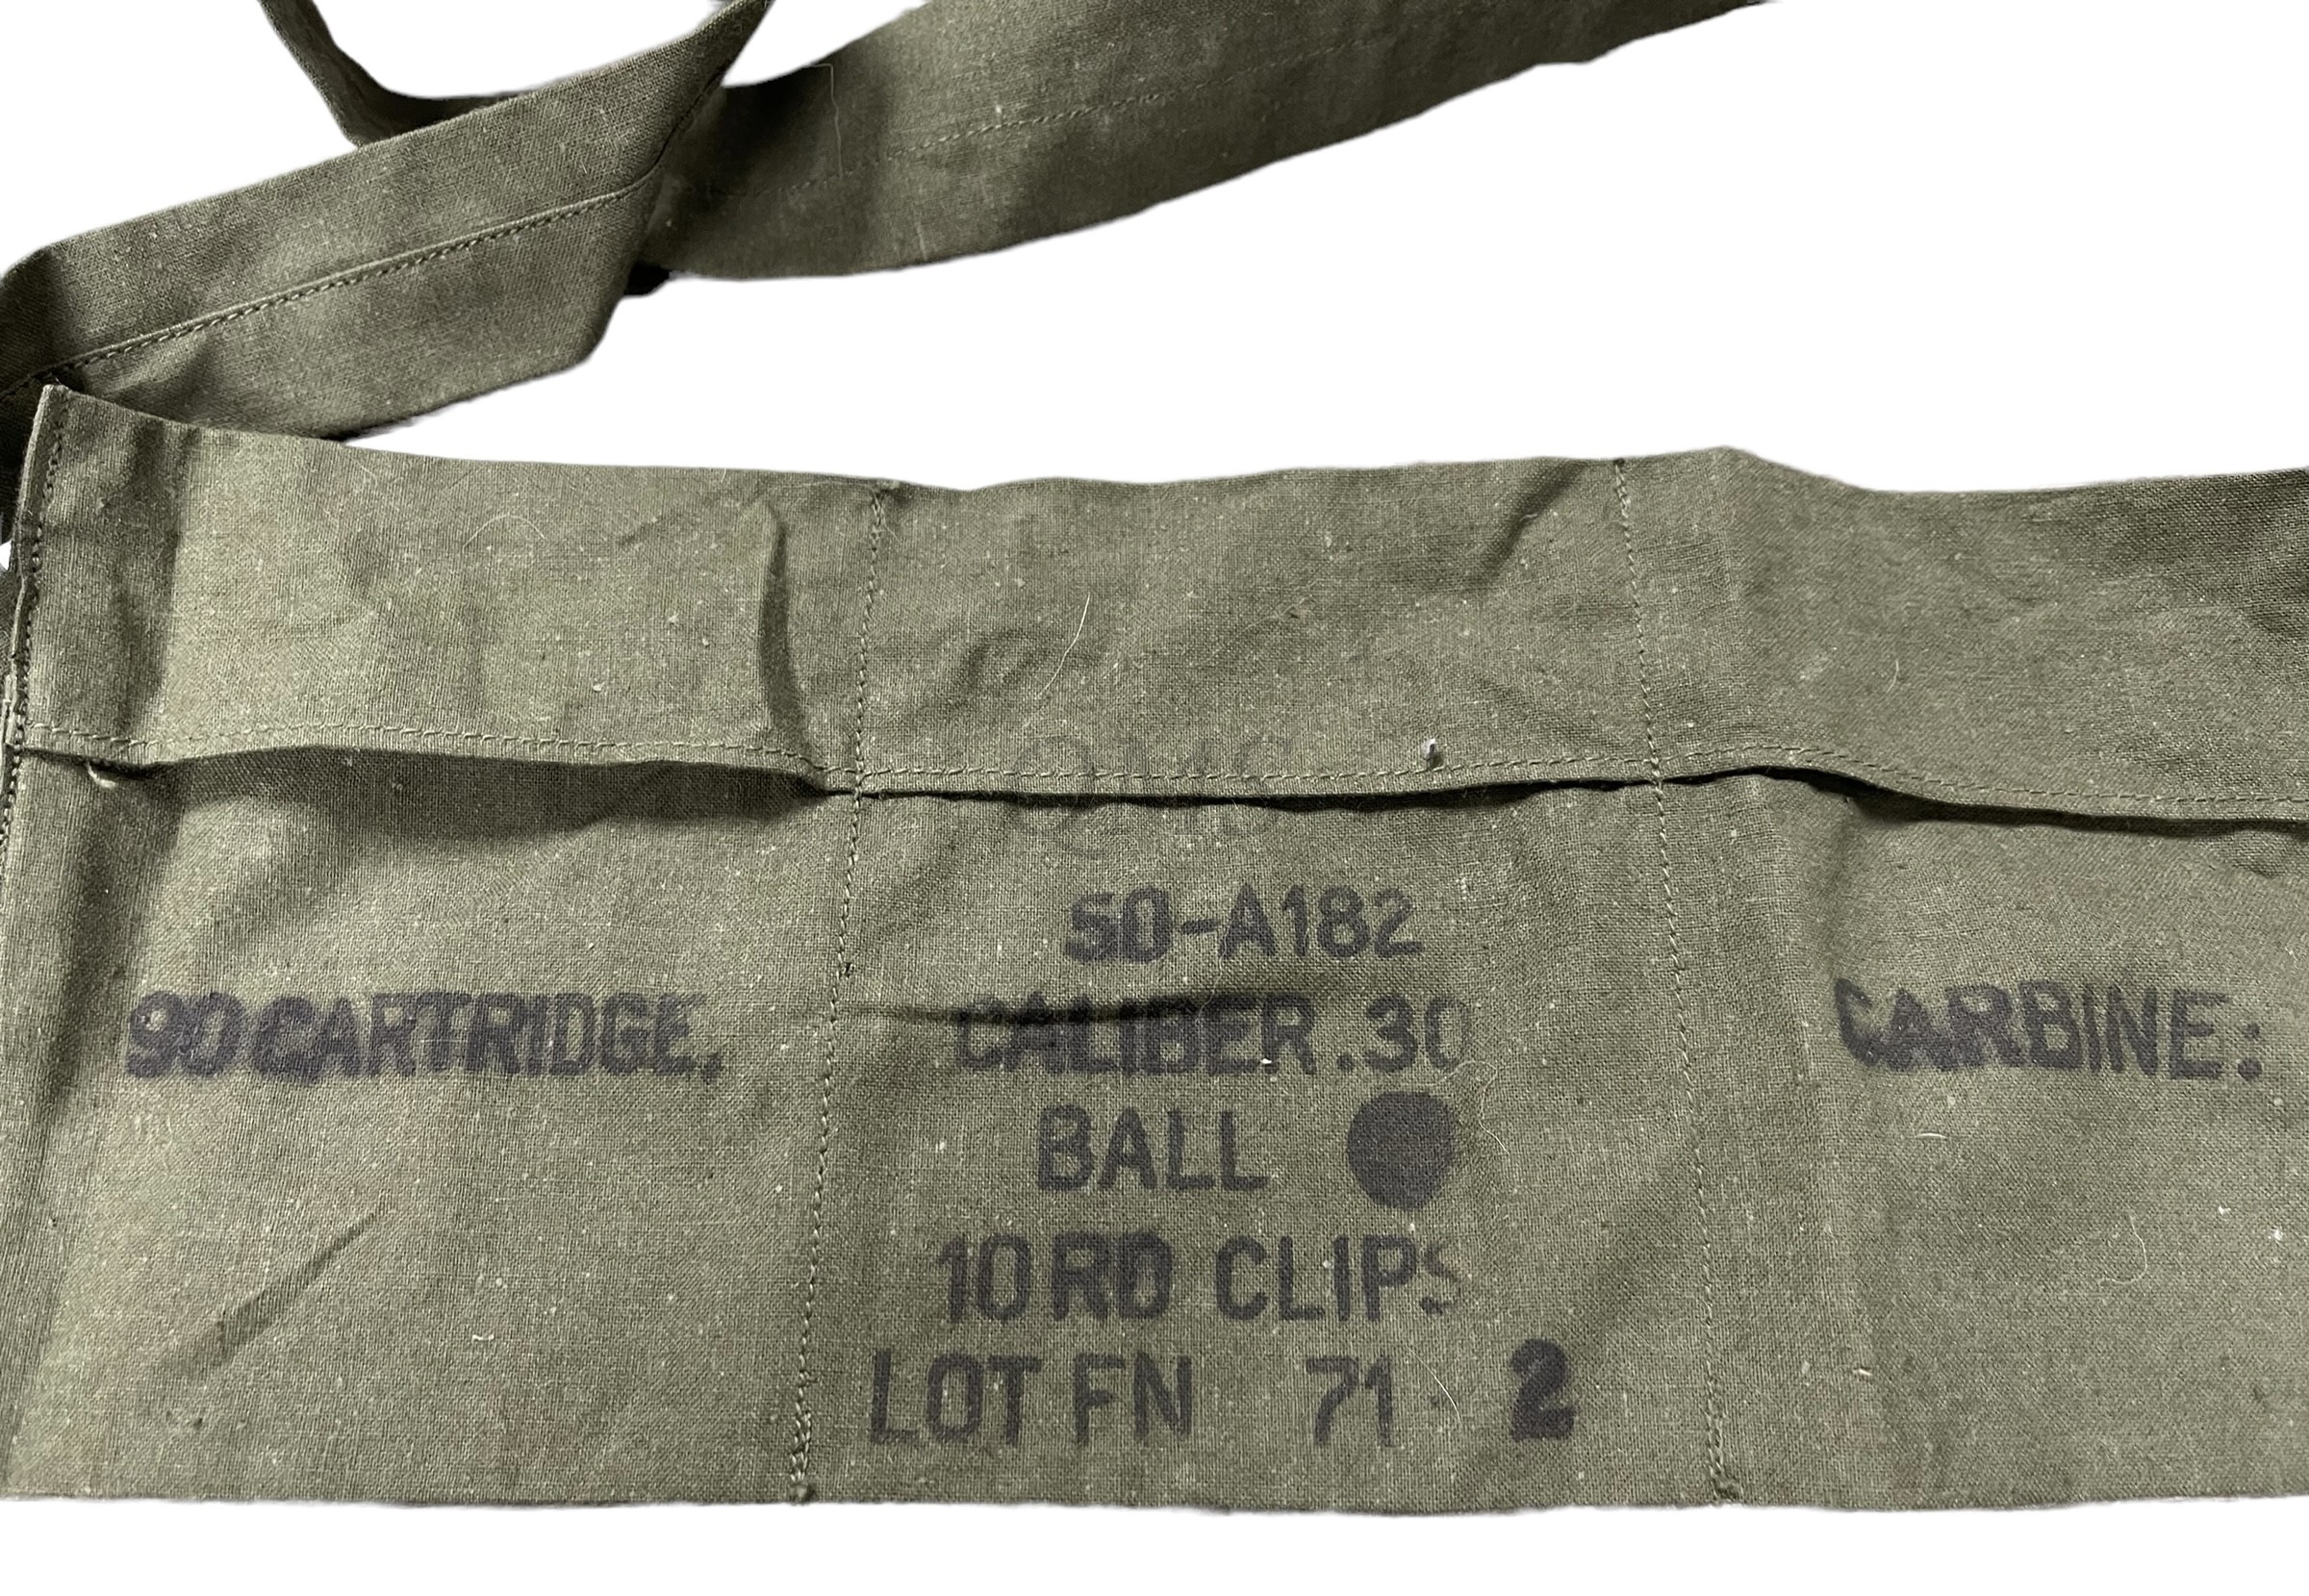 50-A182
90 CARTRIDGE, CALIBER .30 CARBINE:
BALL
10 RD CLIPS
LOT FN 71 2